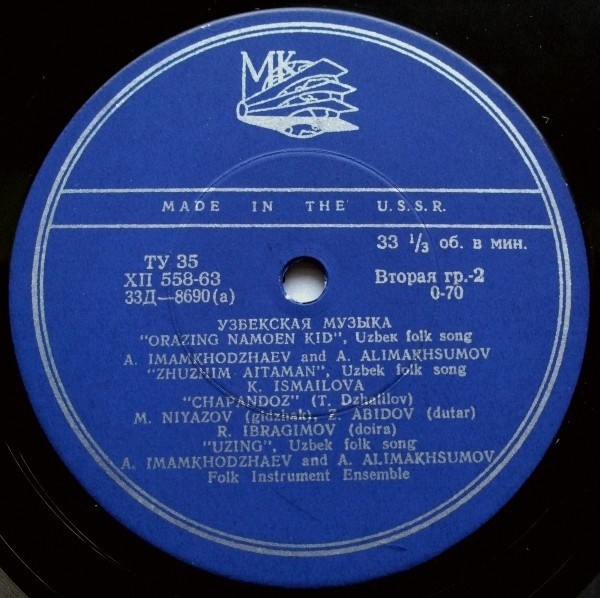 МК
MADE IN THE U.S.S.R.
33 1/3 об. в мин.
ТУ 35
ХП 558-63
33Д—8690(а)
Вторая гр.-2
0-70
УЗБЕКСКАЯ МУЗЫКА
"ORAZING NAMOEN KID", Uzbek folk song
A. IMAMKHODZHAEV and A. ALIMAKHSUMOV
"ZHUZHIM AITAMAN", Uzbek folk song
K. ISMAILOVA
"CHAPANDOZ" (T. Dzhalilov)
M. NIYAZOV (gidzhak), Z. ABIDOV (dutar)
R. IBRAGIMOV (doira)
"UZING", Uzbek folk song
A. IMAMKHODZHAEV and A. ALIMAKHSUMOV
Folk Instrument Ensemble